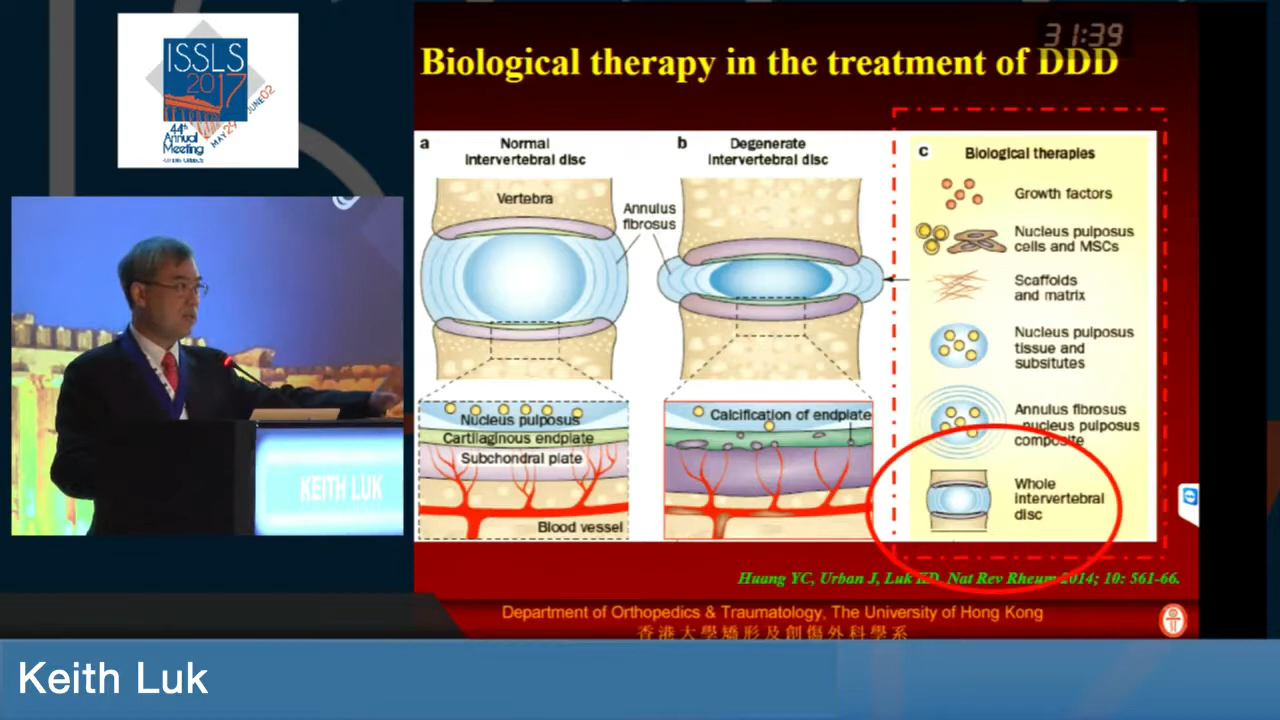 ISSLS
2017
44th
Annual
Meeting
MAY29
JUNE02
31:39
Biological therapy in the treatment of DDD
a
Normal
intervertebral disc
Vertebra
Annulus
fibrosus
b
Degenerate
intervertebral disc
c
Biological therapies
Growth factors
Nucleus pulposus
cells and MSCs
Scaffolds
and matrix
Nucleus pulposus
tissue and
subsitutes
Annulus fibrosus
nucleus pulposus
composite
Whole
intervertebral
disc
Nucleus pulposus
Cartilaginous endplate
Subchondral plate
Blood vessel
Calcification of endplate
KEITH LUK
Huang YC, Urban J, Luk KD. Nat Rev Rheum 2014; 10: 561-66.
Department of Orthopedics & Traumatology, The University of Hong Kong
香港大學矯形及創傷外科學系
Keith Luk